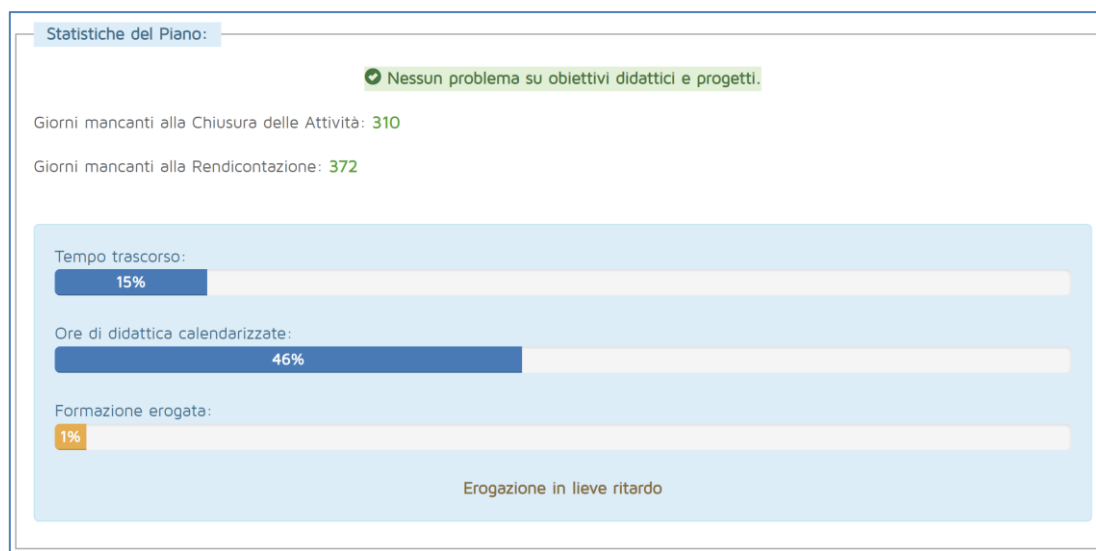 Statistiche del Piano:
Nessun problema su obiettivi didattici e progetti.
Giorni mancanti alla Chiusura delle Attività: 310
Giorni mancanti alla Rendicontazione: 372
Tempo trascorso:
15%
Ore di didattica calendarizzate:
46%
Formazione erogata:
1%
Erogazione in lieve ritardo